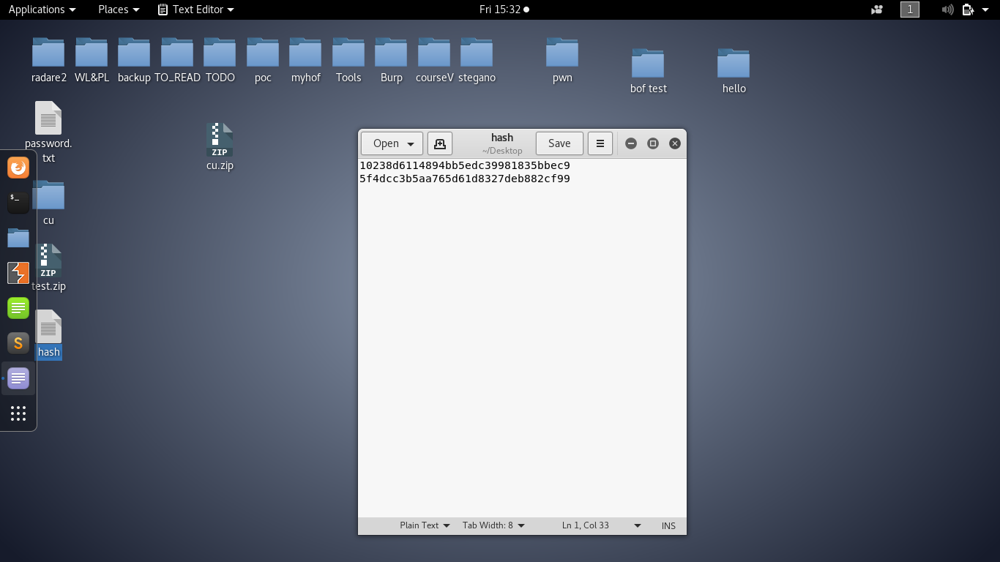 Applications Places Text Editor Fri 15:32 1
radare2 WL&PL backup TO_READ TODO poc myhof Tools Burp courseV stegano pwn
bof test hello
password.
txt
ZIP
cu.zip
cu
ZIP
test.zip
hash
$_
S
Open hash Save
~/Desktop
10238d6114894bb5edc39981835bbec9
5f4dcc3b5aa765d61d8327deb882cf99
Plain Text Tab Width: 8 Ln 1, Col 33 INS